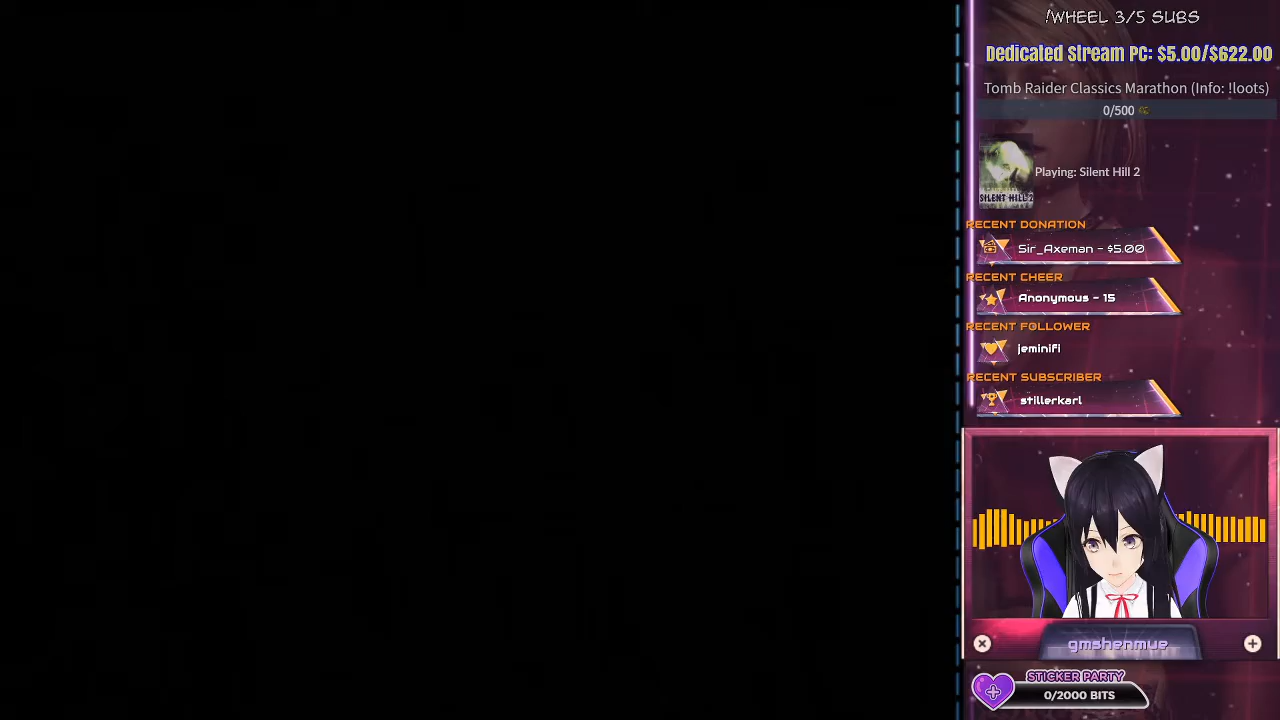 !WHEEL 3/5 SUBS
Dedicated Stream PC: $5.00/$622.00
Tomb Raider Classics Marathon (Info: !loots)
0/500
SILENT HILL 2
Playing: Silent Hill 2
RECENT DONATION
Sir_Axeman - $5.00
RECENT CHEER
Anonymous - 15
RECENT FOLLOWER
jeminifi
RECENT SUBSCRIBER
stillerkarl
gmshenmue
STICKER PARTY
0/2000 BITS